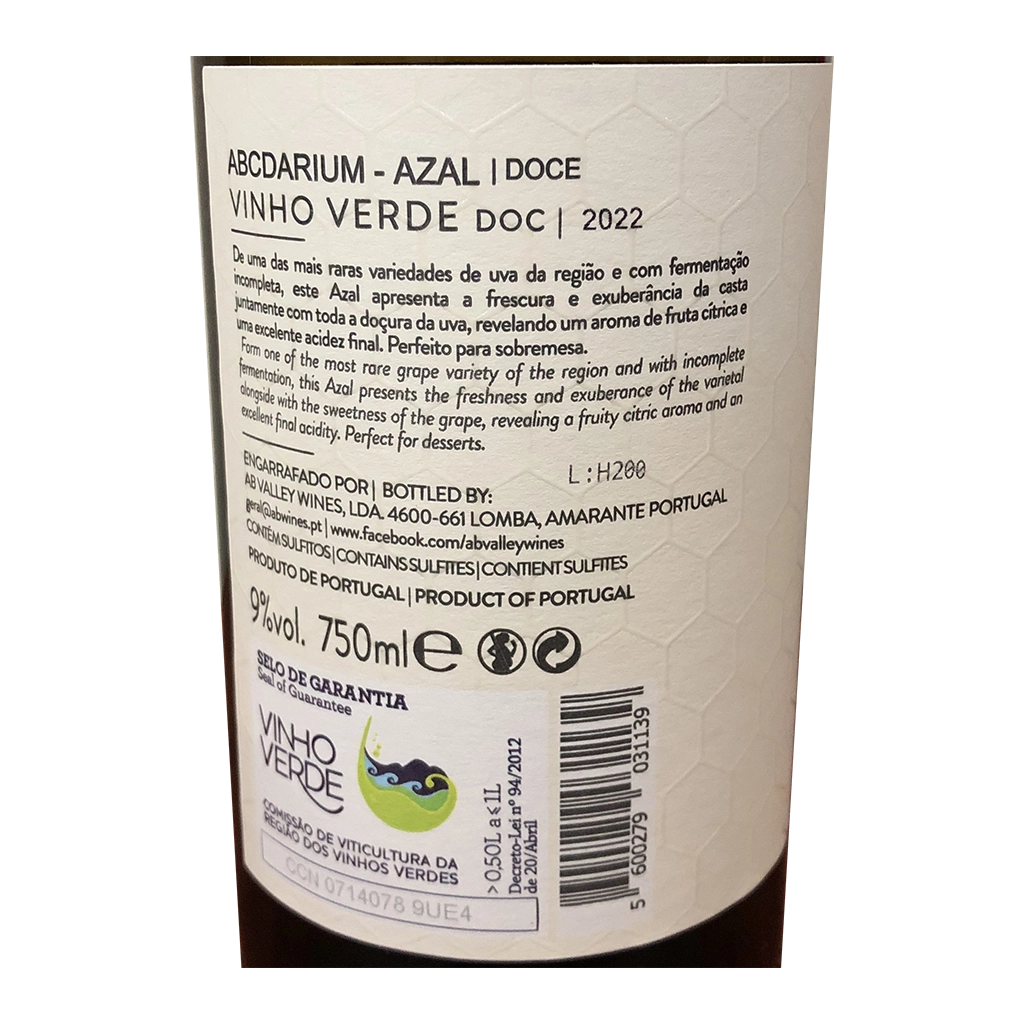 ABCDARIUM - AZAL | DOCE
VINHO VERDE DOC | 2022
De uma das mais raras variedades de uva da região e com fermentação
incompleta, este Azal apresenta a frescura e exuberância da casta
juntamente com toda a doçura da uva, revelando um aroma de fruta cítrica e
uma excelente acidez final. Perfeito para sobremesa.
Form one of the most rare grape variety of the region and with incomplete
fermentation, this Azal presents the freshness and exuberance of the varietal
alongside with the sweetness of the grape, revealing a fruity citric aroma and an
excellent final acidity. Perfect for desserts.
L:H200
ENGARRAFADO POR | BOTTLED BY:
AB VALLEY WINES, LDA. 4600-661 LOMBA, AMARANTE PORTUGAL
geral@abwines.pt | www.facebook.com/abvalleywines
CONTÉM SULFITOS | CONTAINS SULFITES | CONTIENT SULFITES
PRODUTO DE PORTUGAL | PRODUCT OF PORTUGAL
9%vol. 750ml e
SELO DE GARANTIA
Seal of Guarantee
VINHO
VERDE
COMISSÃO DE VITICULTURA DA
REGIÃO DOS VINHOS VERDES
CCN 0714078 9UE4
> 0,50L a ≤ 1L
Decreto-Lei nº 94/2012
de 20/Abril
5 600279 031139